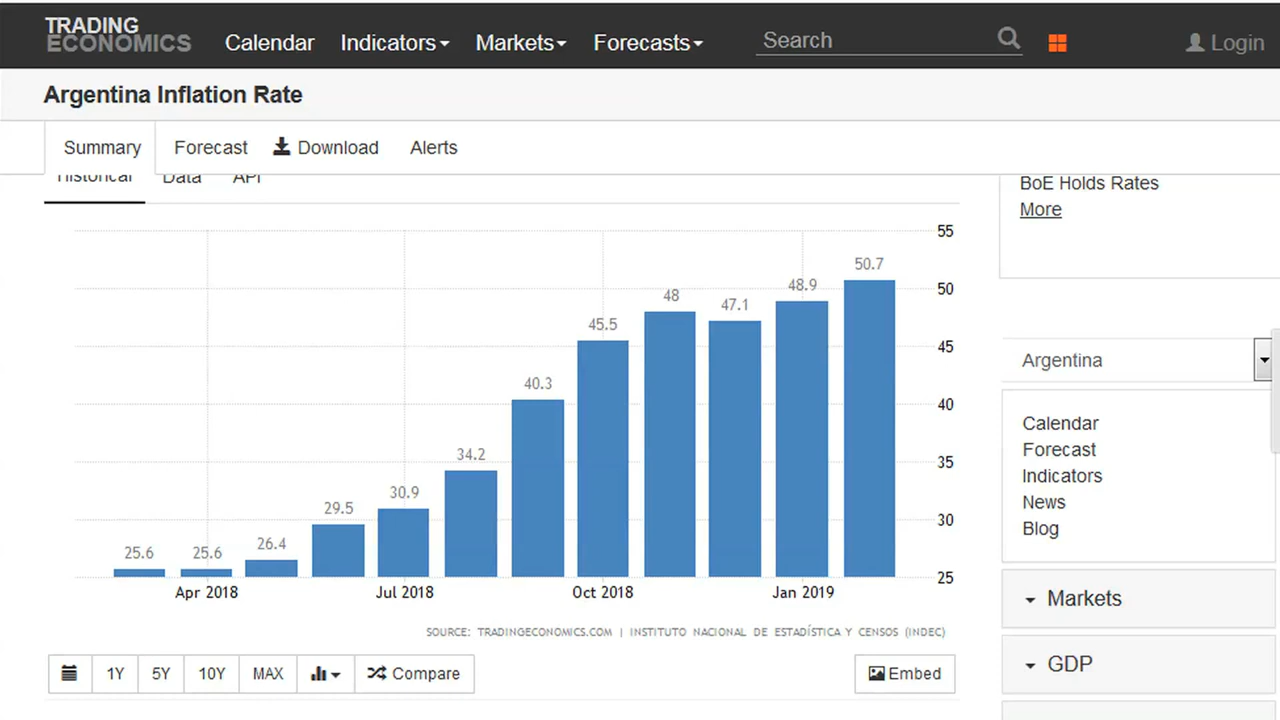 TRADING
ECONOMICS
Calendar Indicators Markets Forecasts Search Login
Argentina Inflation Rate
Summary Forecast Download Alerts
Historical Data API
BoE Holds Rates
More
55
50
45
40
35
30
25
25.6 25.6 26.4 29.5 30.9 34.2 40.3 45.5 48 47.1 48.9 50.7
Apr 2018 Jul 2018 Oct 2018 Jan 2019
SOURCE: TRADINGECONOMICS.COM | INSTITUTO NACIONAL DE ESTADÍSTICA Y CENSOS (INDEC)
1Y 5Y 10Y MAX Compare Embed
Argentina
Calendar
Forecast
Indicators
News
Blog
Markets
GDP